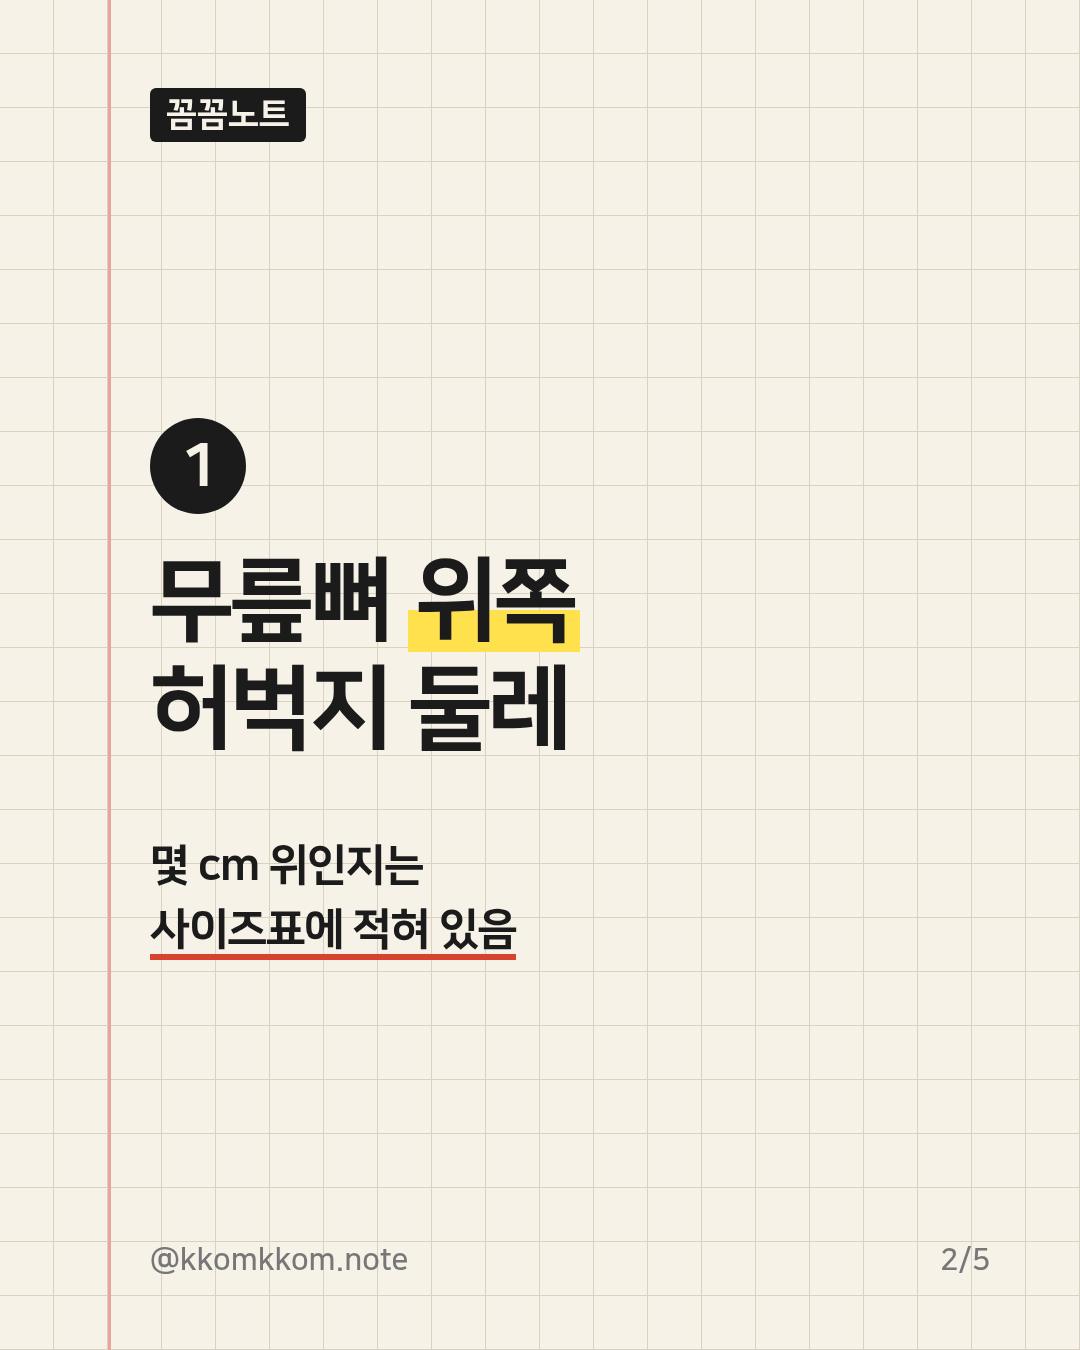 꼼꼼노트
1
무릎뼈 위쪽
허벅지 둘레
몇 cm 위인지는
사이즈표에 적혀 있음
@kkomkkom.note
2/5